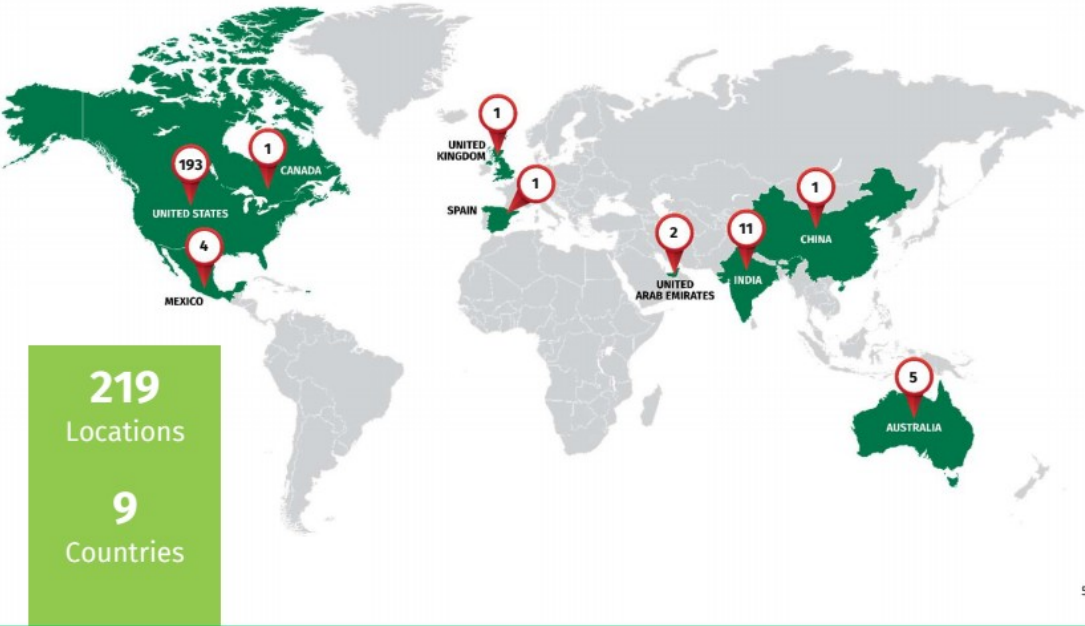 1
UNITED
KINGDOM
193
1
CANADA
UNITED STATES
1
SPAIN
4
MEXICO
2
UNITED
ARAB EMIRATES
11
INDIA
1
CHINA
5
AUSTRALIA
219
Locations
9
Countries